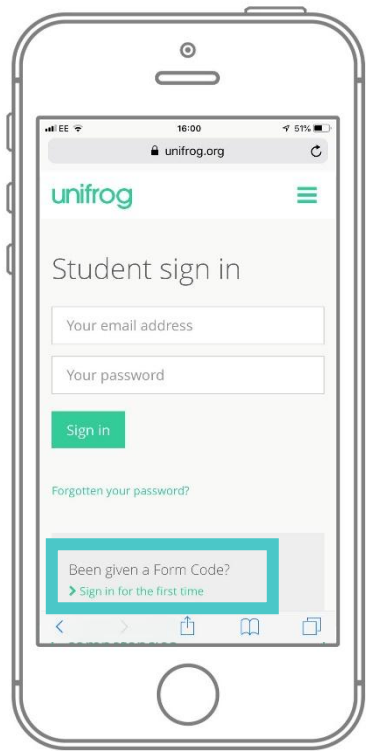 EE 16:00 51%
unifrog.org
unifrog
Student sign in
Your email address
Your password
Sign in
Forgotten your password?
Been given a Form Code?
Sign in for the first time